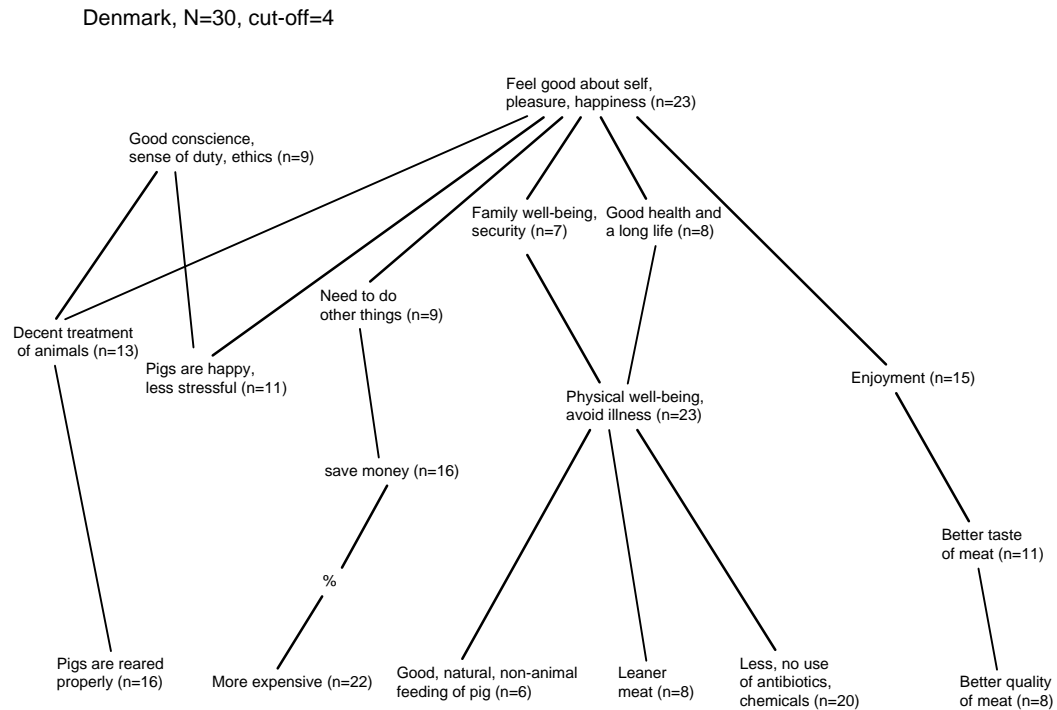 Denmark, N=30, cut-off=4
Feel good about self,
pleasure, happiness (n=23)
Good conscience,
sense of duty, ethics (n=9)
Family well-being,
security (n=7)
Good health and
a long life (n=8)
Need to do
other things (n=9)
Decent treatment
of animals (n=13)
Pigs are happy,
less stressful (n=11)
Enjoyment (n=15)
Physical well-being,
avoid illness (n=23)
save money (n=16)
Better taste
of meat (n=11)
%
Pigs are reared
properly (n=16)
More expensive (n=22)
Good, natural, non-animal
feeding of pig (n=6)
Leaner
meat (n=8)
Less, no use
of antibiotics,
chemicals (n=20)
Better quality
of meat (n=8)